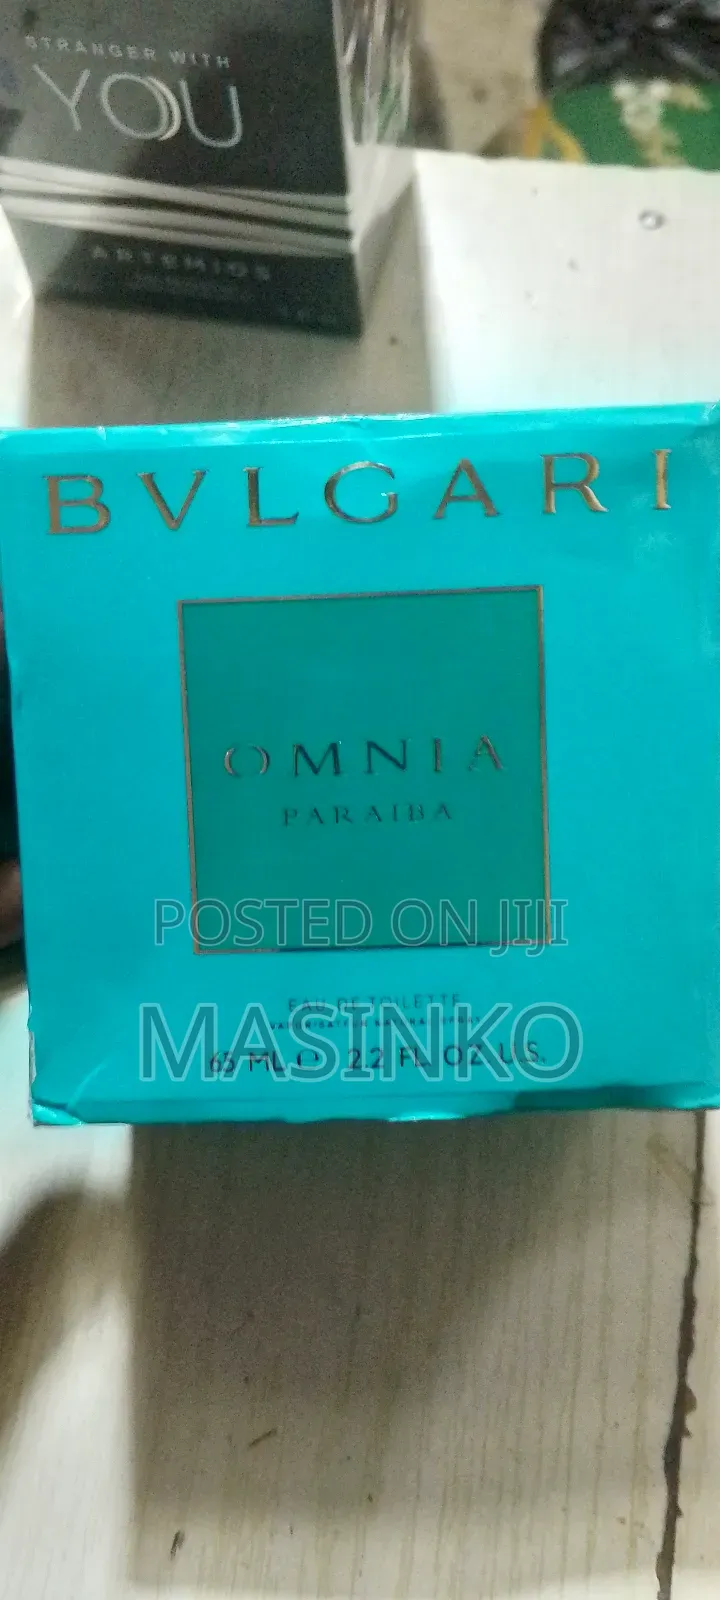 STRANGER WITH
YOU
ARTEMIOS
BVLGARI
OMNIA
PARAIBA
POSTED ON JIJI
EAU DE TOILETTE
MASINKO
65 ML ℮ 2.2 FL. OZ. U.S.